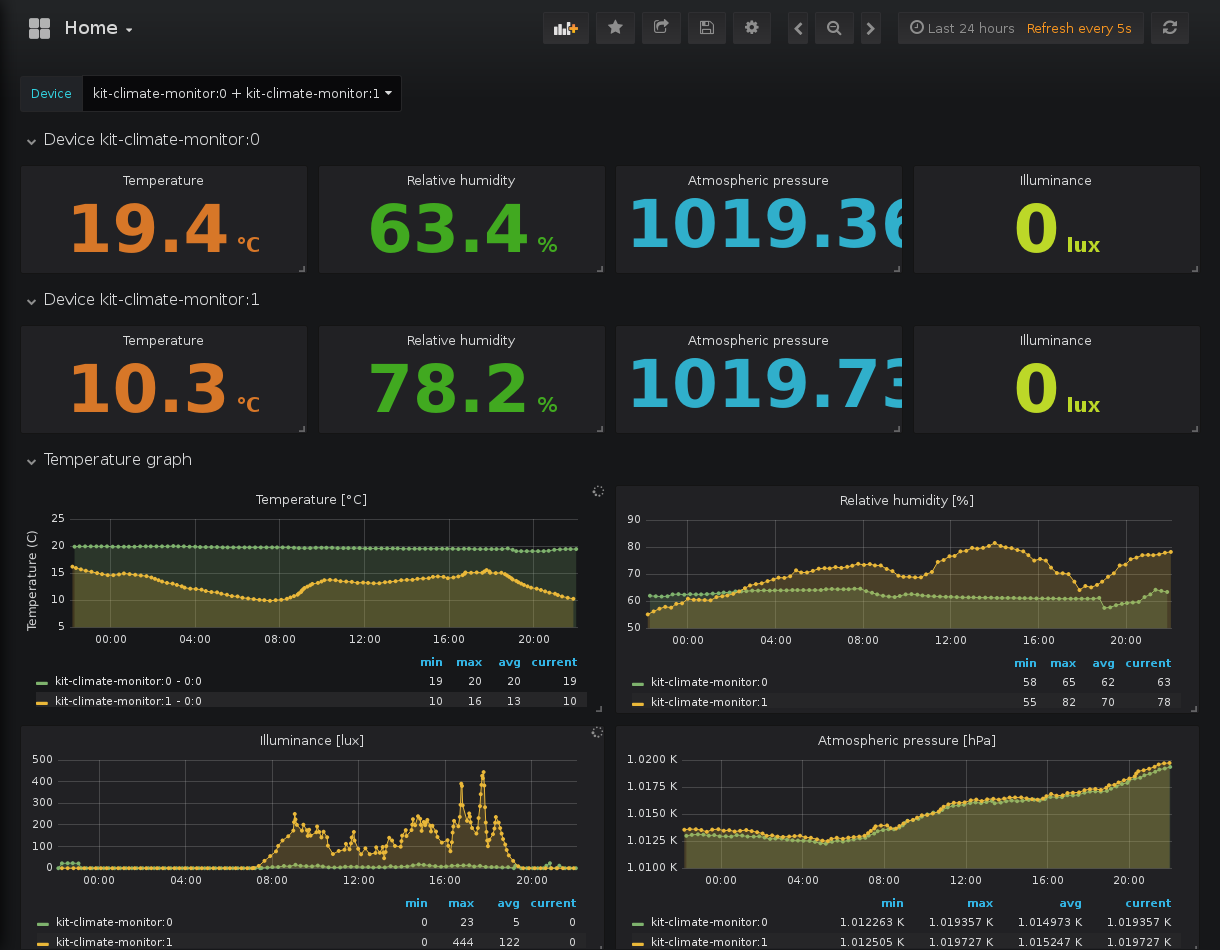 Home
Last 24 hours Refresh every 5s
Device kit-climate-monitor:0 + kit-climate-monitor:1
Device kit-climate-monitor:0
Temperature Relative humidity Atmospheric pressure Illuminance
19.4 °C 63.4 % 1019.36 0 lux
Device kit-climate-monitor:1
Temperature Relative humidity Atmospheric pressure Illuminance
10.3 °C 78.2 % 1019.73 0 lux
Temperature graph
Temperature [°C]
Temperature (C)
25
20
15
10
5
00:00 04:00 08:00 12:00 16:00 20:00
min max avg current
kit-climate-monitor:0 - 0:0 19 20 20 19
kit-climate-monitor:1 - 0:0 10 16 13 10
Relative humidity [%]
90
80
70
60
50
00:00 04:00 08:00 12:00 16:00 20:00
min max avg current
kit-climate-monitor:0 58 65 62 63
kit-climate-monitor:1 55 82 70 78
Illuminance [lux]
500
400
300
200
100
0
00:00 04:00 08:00 12:00 16:00 20:00
min max avg current
kit-climate-monitor:0 0 23 5 0
kit-climate-monitor:1 0 444 122 0
Atmospheric pressure [hPa]
1.0200 K
1.0175 K
1.0150 K
1.0125 K
1.0100 K
00:00 04:00 08:00 12:00 16:00 20:00
min max avg current
kit-climate-monitor:0 1.012263 K 1.019357 K 1.014973 K 1.019357 K
kit-climate-monitor:1 1.012505 K 1.019727 K 1.015247 K 1.019727 K